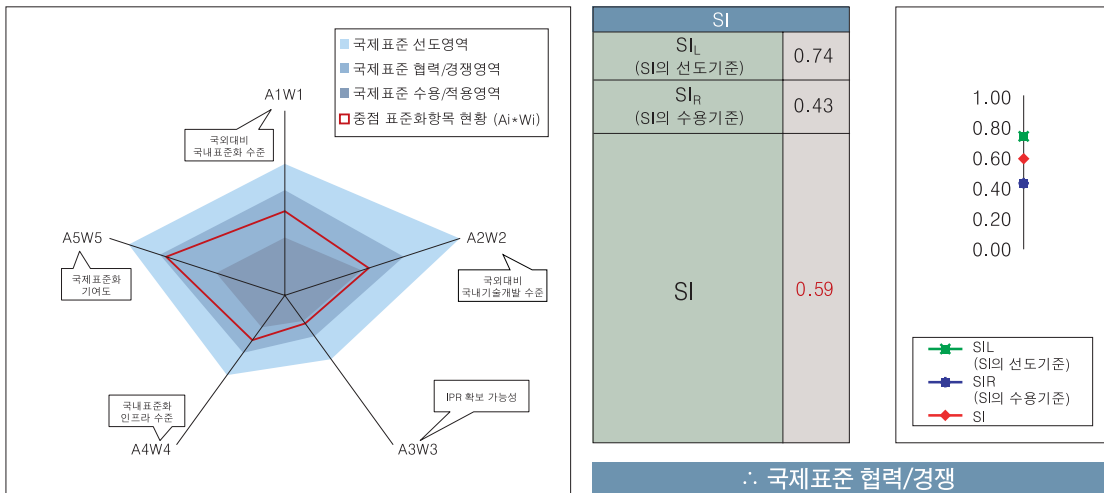 국제표준 선도영역
국제표준 협력/경쟁영역
국제표준 수용/적용영역
중점 표준화항목 현황 (Ai*Wi)
A1W1
국외대비
국내표준화 수준
A5W5
국제표준화
기여도
A2W2
국외대비
국내기술개발 수준
국내표준화
인프라 수준
A4W4
IPR 확보 가능성
A3W3
SI
SIL
(SI의 선도기준)
0.74
SIR
(SI의 수용기준)
0.43
SI
0.59
1.00
0.80
0.60
0.40
0.20
0.00
SIL
(SI의 선도기준)
SIR
(SI의 수용기준)
SI
∴ 국제표준 협력/경쟁